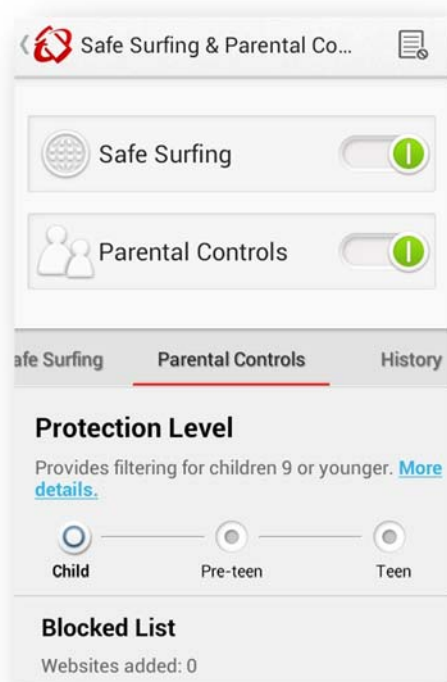 Safe Surfing & Parental Co...
Safe Surfing
Parental Controls
afe Surfing Parental Controls History
Protection Level
Provides filtering for children 9 or younger. More
details.
Child Pre-teen Teen
Blocked List
Websites added: 0